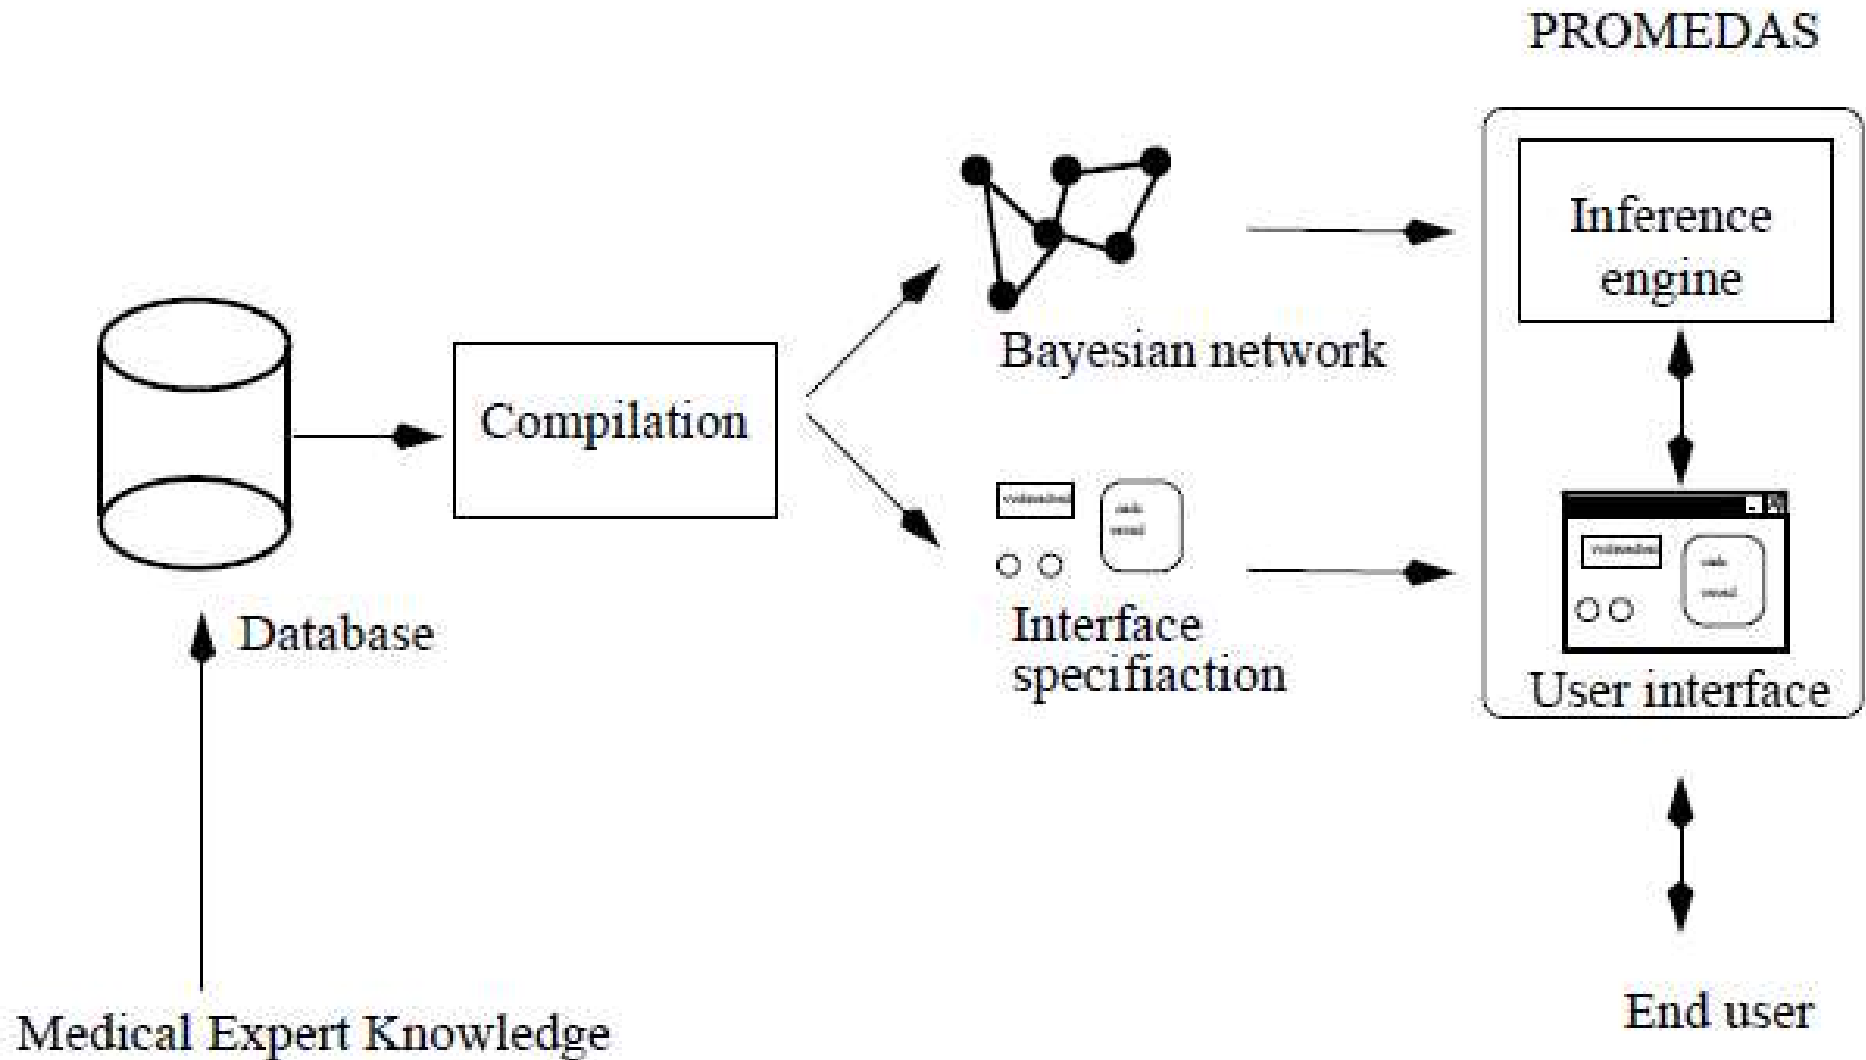 PROMEDAS
Inference
engine
Bayesian network
Compilation
Database
Interface
specifiaction
User interface
End user
Medical Expert Knowledge